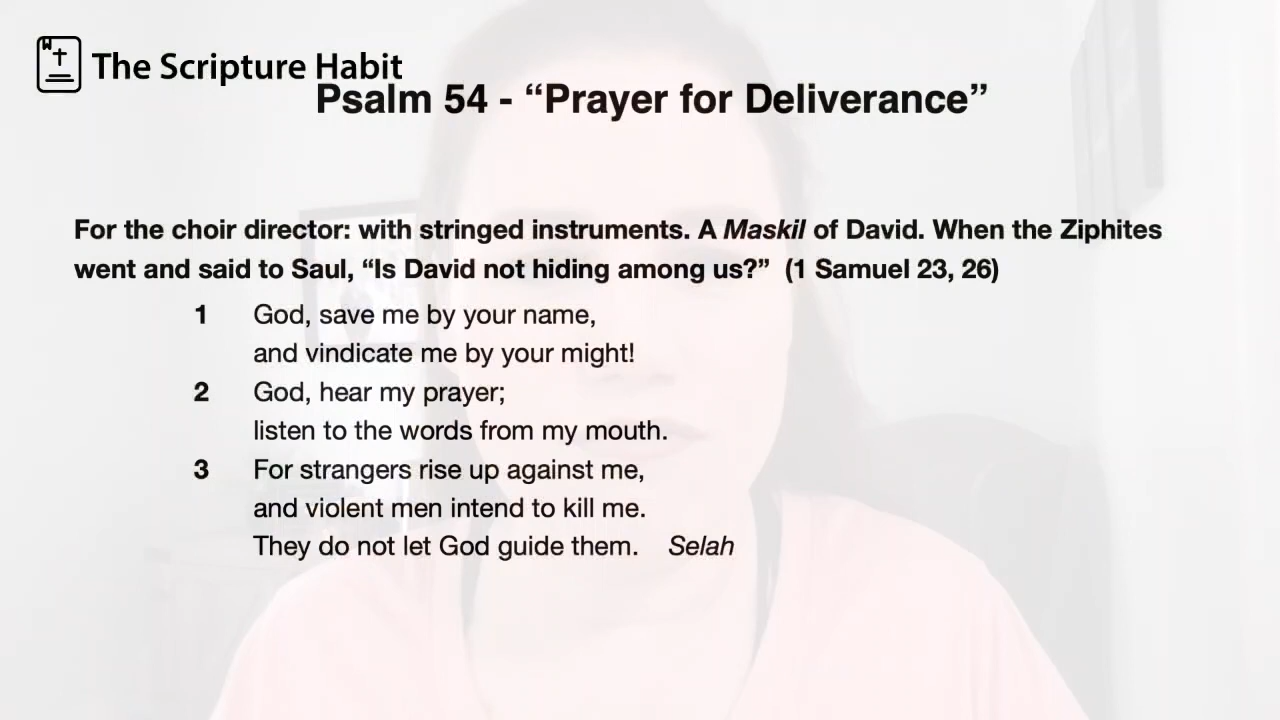 The Scripture Habit
Psalm 54 - “Prayer for Deliverance”
For the choir director: with stringed instruments. A Maskil of David. When the Ziphites
went and said to Saul, “Is David not hiding among us?” (1 Samuel 23, 26)
1 God, save me by your name,
and vindicate me by your might!
2 God, hear my prayer;
listen to the words from my mouth.
3 For strangers rise up against me,
and violent men intend to kill me.
They do not let God guide them. Selah